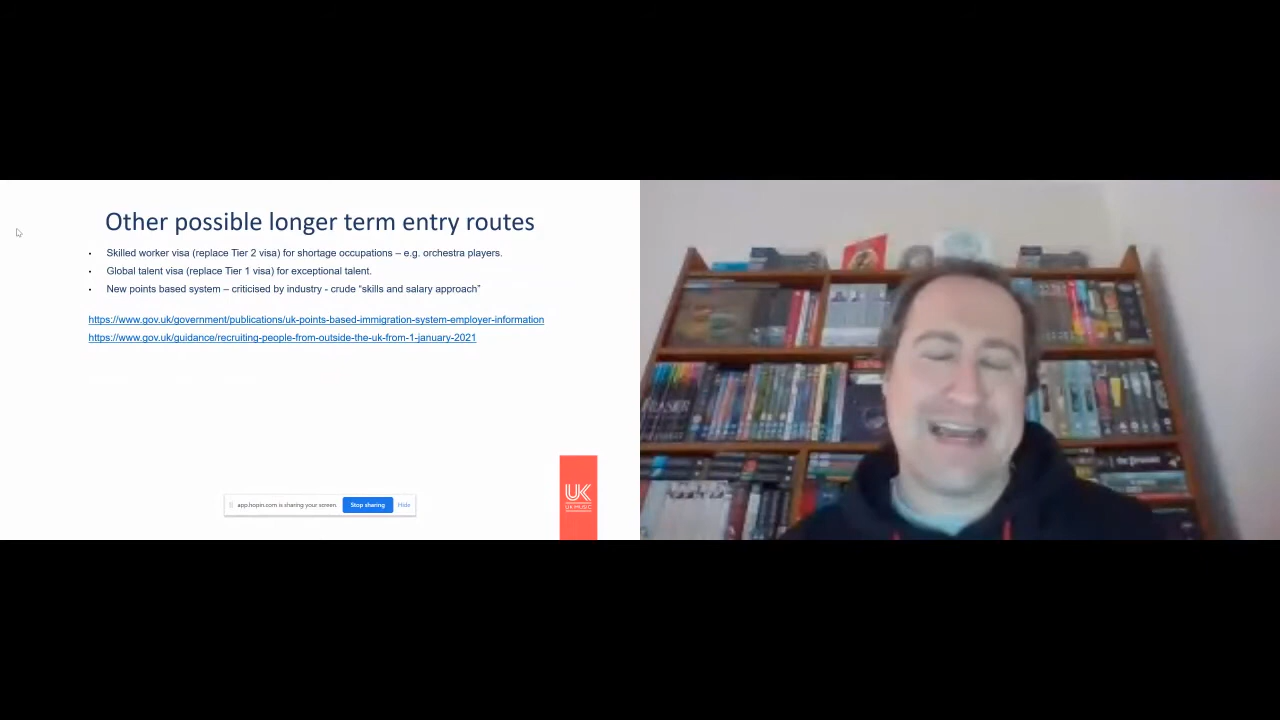 Other possible longer term entry routes
• Skilled worker visa (replace Tier 2 visa) for shortage occupations – e.g. orchestra players.
• Global talent visa (replace Tier 1 visa) for exceptional talent.
• New points based system – criticised by industry - crude “skills and salary approach”
https://www.gov.uk/government/publications/uk-points-based-immigration-system-employer-information
https://www.gov.uk/guidance/recruiting-people-from-outside-the-uk-from-1-january-2021
UK
UK MUSIC
app.hopin.com is sharing your screen. Stop sharing Hide
FRASIER